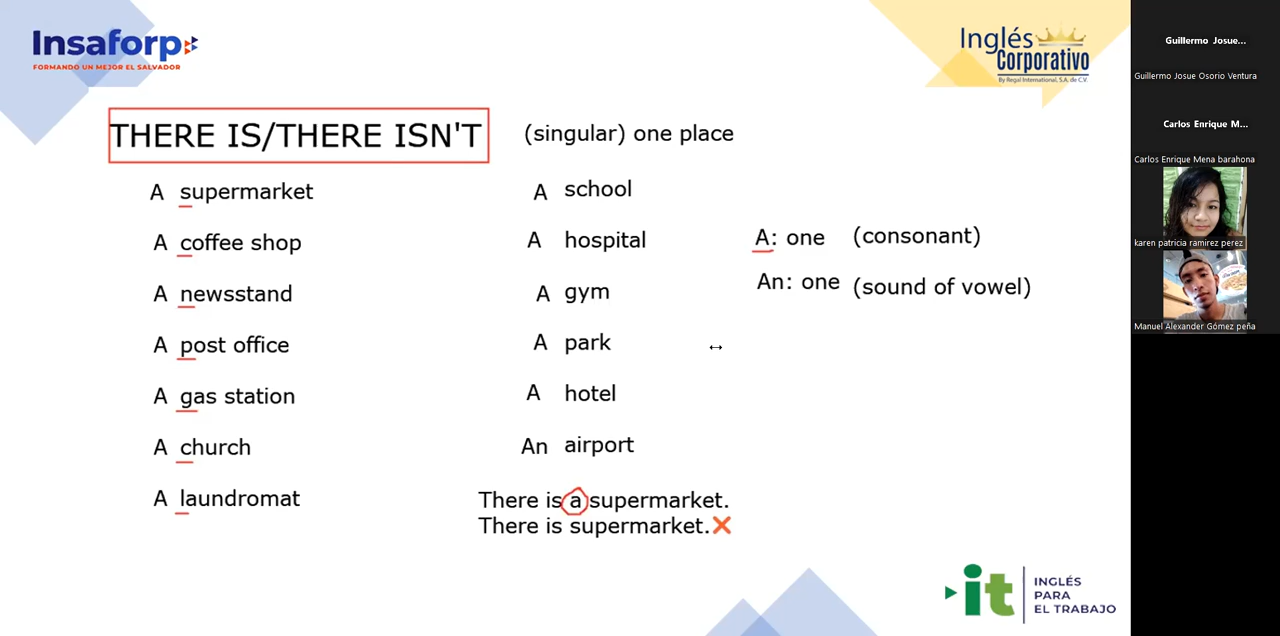 Insaforp
FORMANDO UN MEJOR EL SALVADOR
Inglés
Corporativo
By Regal International, S.A. de C.V.
THERE IS/THERE ISN'T (singular) one place
A supermarket
A coffee shop
A newsstand
A post office
A gas station
A church
A laundromat
A school
A hospital
A gym
A park
A hotel
An airport
A: one (consonant)
An: one (sound of vowel)
There is a supermarket.
There is supermarket.❌
it
INGLÉS
PARA
EL TRABAJO
Guillermo Josue...
Guillermo Josue Osorio Ventura
Carlos Enrique M...
Carlos Enrique Mena barahona
karen patricia ramirez perez
Manuel Alexander Gómez peña